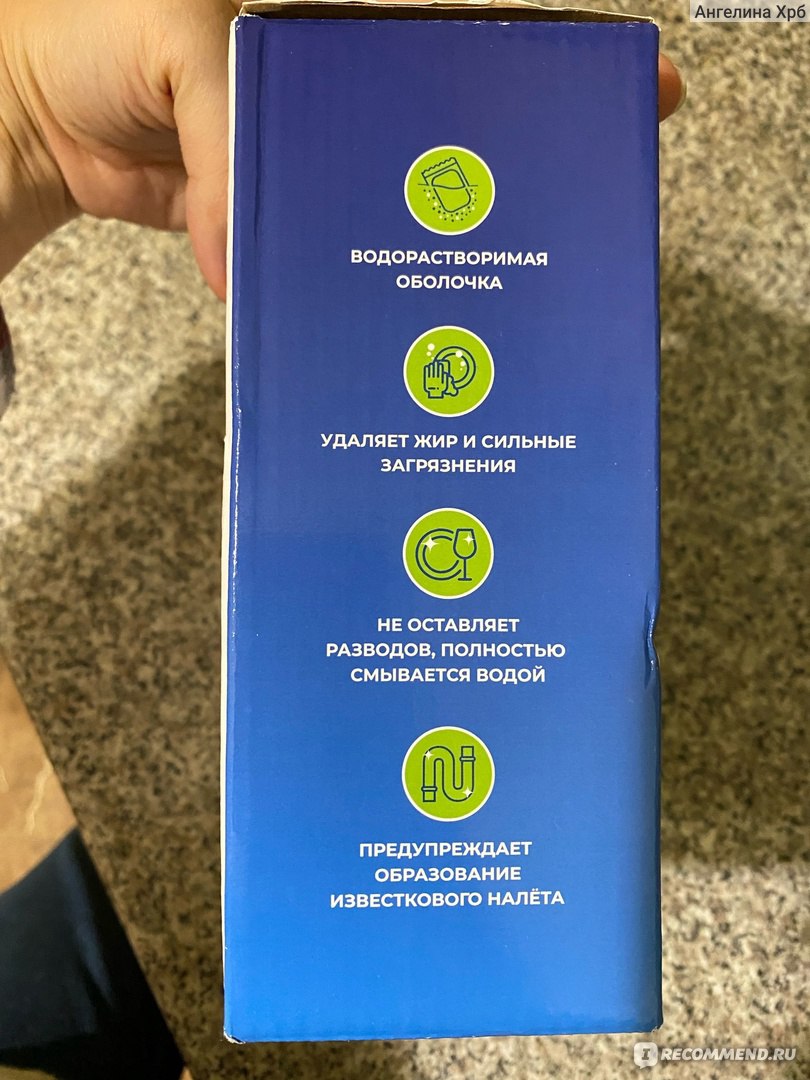 Ангелина Хрб
ВОДОРАСТВОРИМАЯ
ОБОЛОЧКА
УДАЛЯЕТ ЖИР И СИЛЬНЫЕ
ЗАГРЯЗНЕНИЯ
НЕ ОСТАВЛЯЕТ
РАЗВОДОВ, ПОЛНОСТЬЮ
СМЫВАЕТСЯ ВОДОЙ
ПРЕДУПРЕЖДАЕТ
ОБРАЗОВАНИЕ
ИЗВЕСТКОВОГО НАЛЁТА
IRECOMMEND.RU